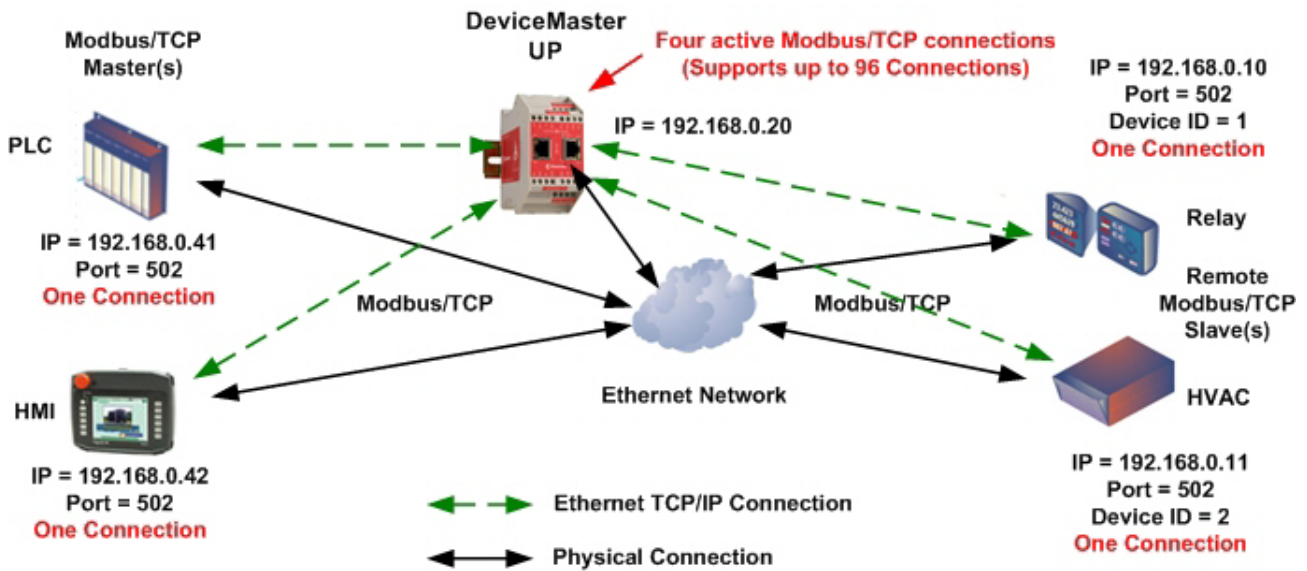 DeviceMaster
UP
Modbus/TCP
Master(s)
Four active Modbus/TCP connections
(Supports up to 96 Connections)
IP = 192.168.0.10
Port = 502
Device ID = 1
One Connection
PLC
IP = 192.168.0.20
IP = 192.168.0.41
Port = 502
One Connection
Relay
Remote
Modbus/TCP
Slave(s)
Modbus/TCP
Modbus/TCP
Ethernet Network
HMI
HVAC
IP = 192.168.0.42
Port = 502
One Connection
IP = 192.168.0.11
Port = 502
Device ID = 2
One Connection
Ethernet TCP/IP Connection
Physical Connection